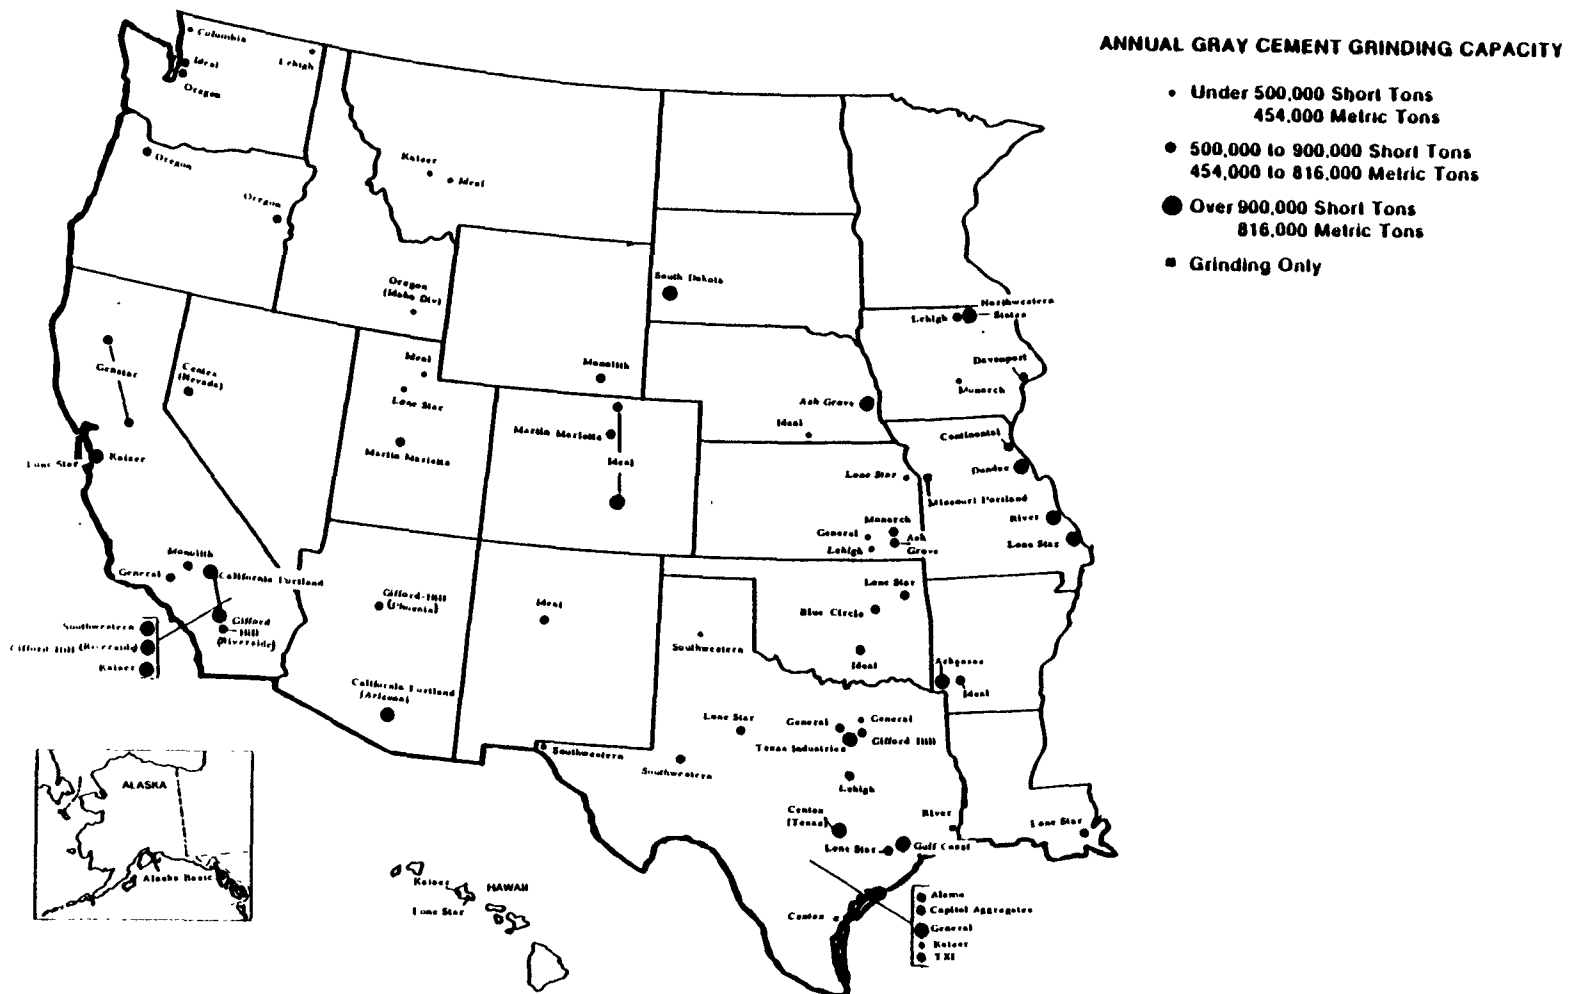 ANNUAL GRAY CEMENT GRINDING CAPACITY
Under 500,000 Short Tons
454,000 Metric Tons
500,000 to 900,000 Short Tons
454,000 to 816,000 Metric Tons
Over 900,000 Short Tons
816,000 Metric Tons
Grinding Only
Columbia
Lehigh
Ideal
Oregon
Oregon
Oregon
Kaiser
Ideal
Oregon
(Idaho Div)
South Dakota
Northwestern
States
Lehigh
Davenport
Monarch
Genstar
Centex
(Nevada)
Ideal
Lone Star
Martin Marietta
Monolith
Martin Marietta
Ideal
Ash Grove
Ideal
Continental
Dundee
Lone Star
Missouri Portland
River
Lone Star
Monarch
General
Ash
Grove
Lehigh
Lone Star
Kaiser
Monolith
General
California Portland
Gifford
Hill
(Riverside)
Southwestern
Gifford Hill (Riverside)
Kaiser
Gifford-Hill
(Phoenix)
California Portland
(Arizona)
Ideal
Southwestern
Lone Star
Blue Circle
Ideal
Arkansas
Ideal
Lone Star
General
General
Texas Industries
Gifford Hill
Southwestern
Southwestern
Lehigh
Centex
(Texas)
River
Lone Star
Gulf Coast
Lone Star
Centex
Alamo
Capitol Aggregates
General
Kaiser
TXI
ALASKA
Alaska Basic
HAWAII
Kaiser
Lone Star